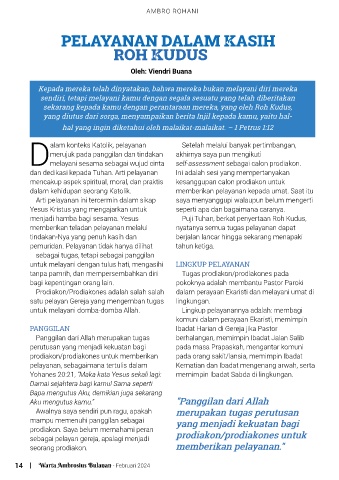 AMBRO ROHANI
PELAYANAN DALAM KASIH
ROH KUDUS
Oleh: Viendri Buana
Kepada mereka telah dinyatakan, bahwa mereka bukan melayani diri mereka
sendiri, tetapi melayani kamu dengan segala sesuatu yang telah diberitakan
sekarang kepada kamu dengan perantaraan mereka, yang oleh Roh Kudus,
yang diutus dari sorga, menyampaikan berita Injil kepada kamu, yaitu hal-
hal yang ingin diketahui oleh malaikat-malaikat. – 1 Petrus 1:12
Dalam konteks Katolik, pelayanan
merujuk pada panggilan dan tindakan
melayani sesama sebagai wujud cinta
dan dedikasi kepada Tuhan. Arti pelayanan
mencakup aspek spiritual, moral, dan praktis
dalam kehidupan seorang Katolik.
Arti pelayanan ini tercermin dalam sikap
Yesus Kristus yang mengajarkan untuk
menjadi hamba bagi sesama. Yesus
memberikan teladan pelayanan melalui
tindakan-Nya yang penuh kasih dan
pemuridan. Pelayanan tidak hanya dilihat
sebagai tugas, tetapi sebagai panggilan
untuk melayani dengan tulus hati, mengasihi
tanpa pamrih, dan mempersembahkan diri
bagi kepentingan orang lain.
Prodiakon/Prodiakones adalah salah salah
satu pelayan Gereja yang mengemban tugas
untuk melayani domba-domba Allah.
PANGGILAN
Panggilan dari Allah merupakan tugas
perutusan yang menjadi kekuatan bagi
prodiakon/prodiakones untuk memberikan
pelayanan, sebagaimana tertulis dalam
Yohanes 20:21, "Maka kata Yesus sekali lagi:
Damai sejahtera bagi kamu! Sama seperti
Bapa mengutus Aku, demikian juga sekarang
Aku mengutus kamu."
Awalnya saya sendiri pun ragu, apakah
mampu memenuhi panggilan sebagai
prodiakon. Saya belum memahami peran
sebagai pelayan gereja, apalagi menjadi
seorang prodiakon.
Setelah melalui banyak pertimbangan,
akhirnya saya pun mengikuti
self-assessment sebagai calon prodiakon.
Ini adalah sesi yang mempertanyakan
kesanggupan calon prodiakon untuk
memberikan pelayanan kepada umat. Saat itu
saya menyanggupi walaupun belum mengerti
seperti apa dan bagaimana caranya.
Puji Tuhan, berkat penyertaan Roh Kudus,
nyatanya semua tugas pelayanan dapat
berjalan lancar hingga sekarang menapaki
tahun ketiga.
LINGKUP PELAYANAN
Tugas prodiakon/prodiakones pada
pokoknya adalah membantu Pastor Paroki
dalam perayaan Ekaristi dan melayani umat di
lingkungan.
Lingkup pelayanannya adalah: membagi
komuni dalam perayaan Ekaristi, memimpin
Ibadat Harian di Gereja jika Pastor
berhalangan, memimpin Ibadat Jalan Salib
pada masa Prapaskah, mengantar komuni
pada orang sakit/lansia, memimpin Ibadat
Kematian dan Ibadat mengenang arwah, serta
memimpin Ibadat Sabda di lingkungan.
"Panggilan dari Allah
merupakan tugas perutusan
yang menjadi kekuatan bagi
prodiakon/prodiakones untuk
memberikan pelayanan."
14 | Warta Ambrosius Bulanan - Februari 2024